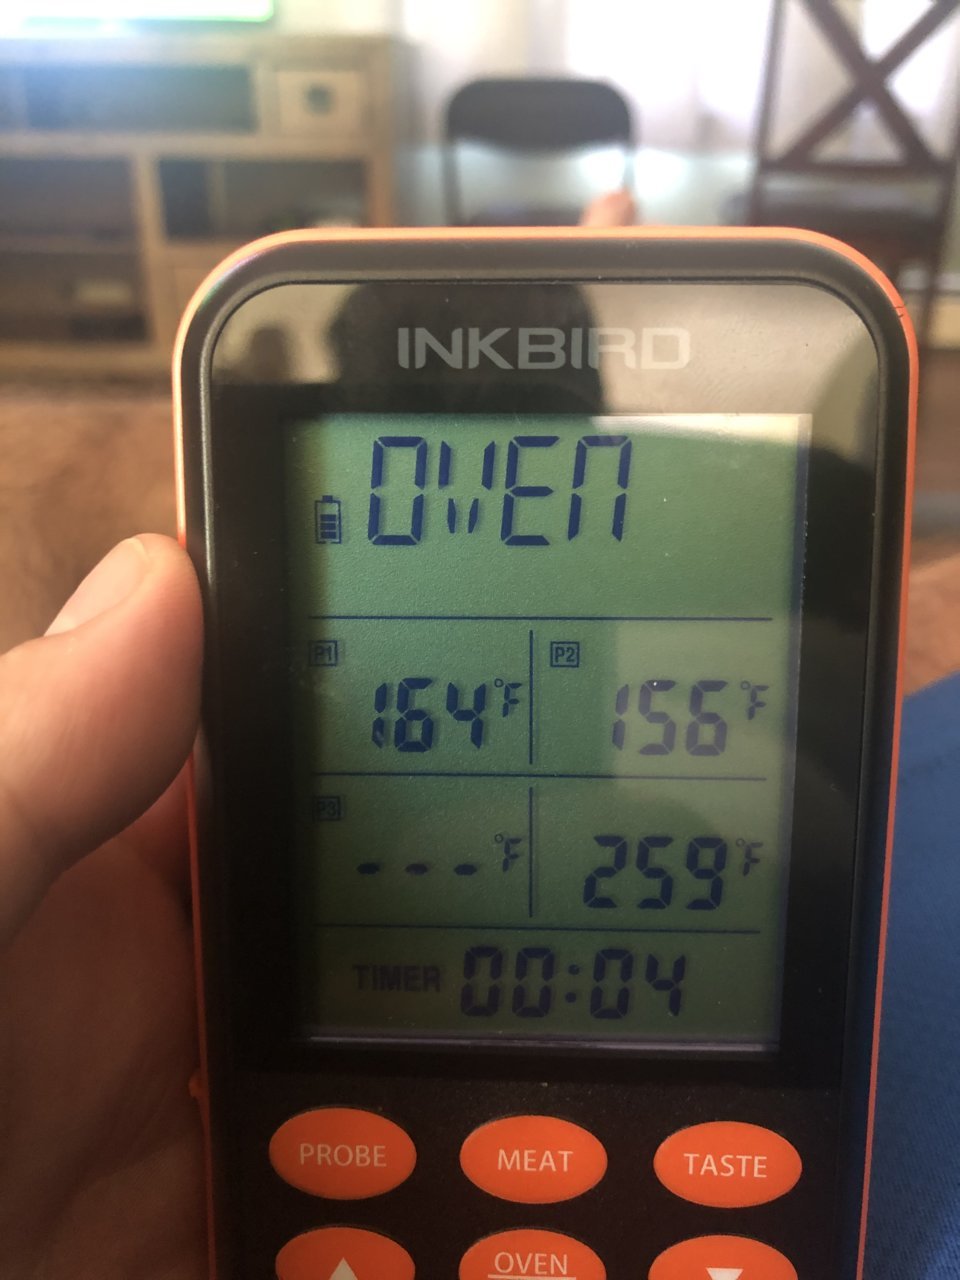 INKBIRD
OVEN
P1 P2
164°F 156°F
P3
---°F 259°F
TIMER 00:04
PROBE MEAT TASTE
OVEN